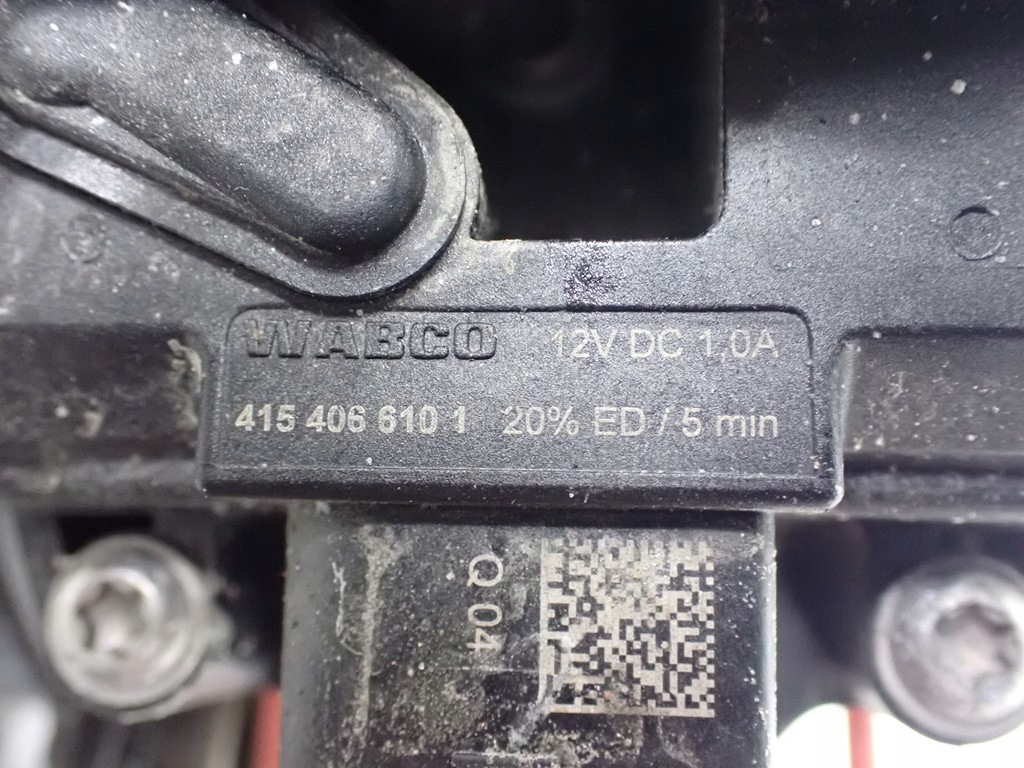 WABCO 12V DC 1,0A
415 406 610 1 20% ED / 5 min
Q 04